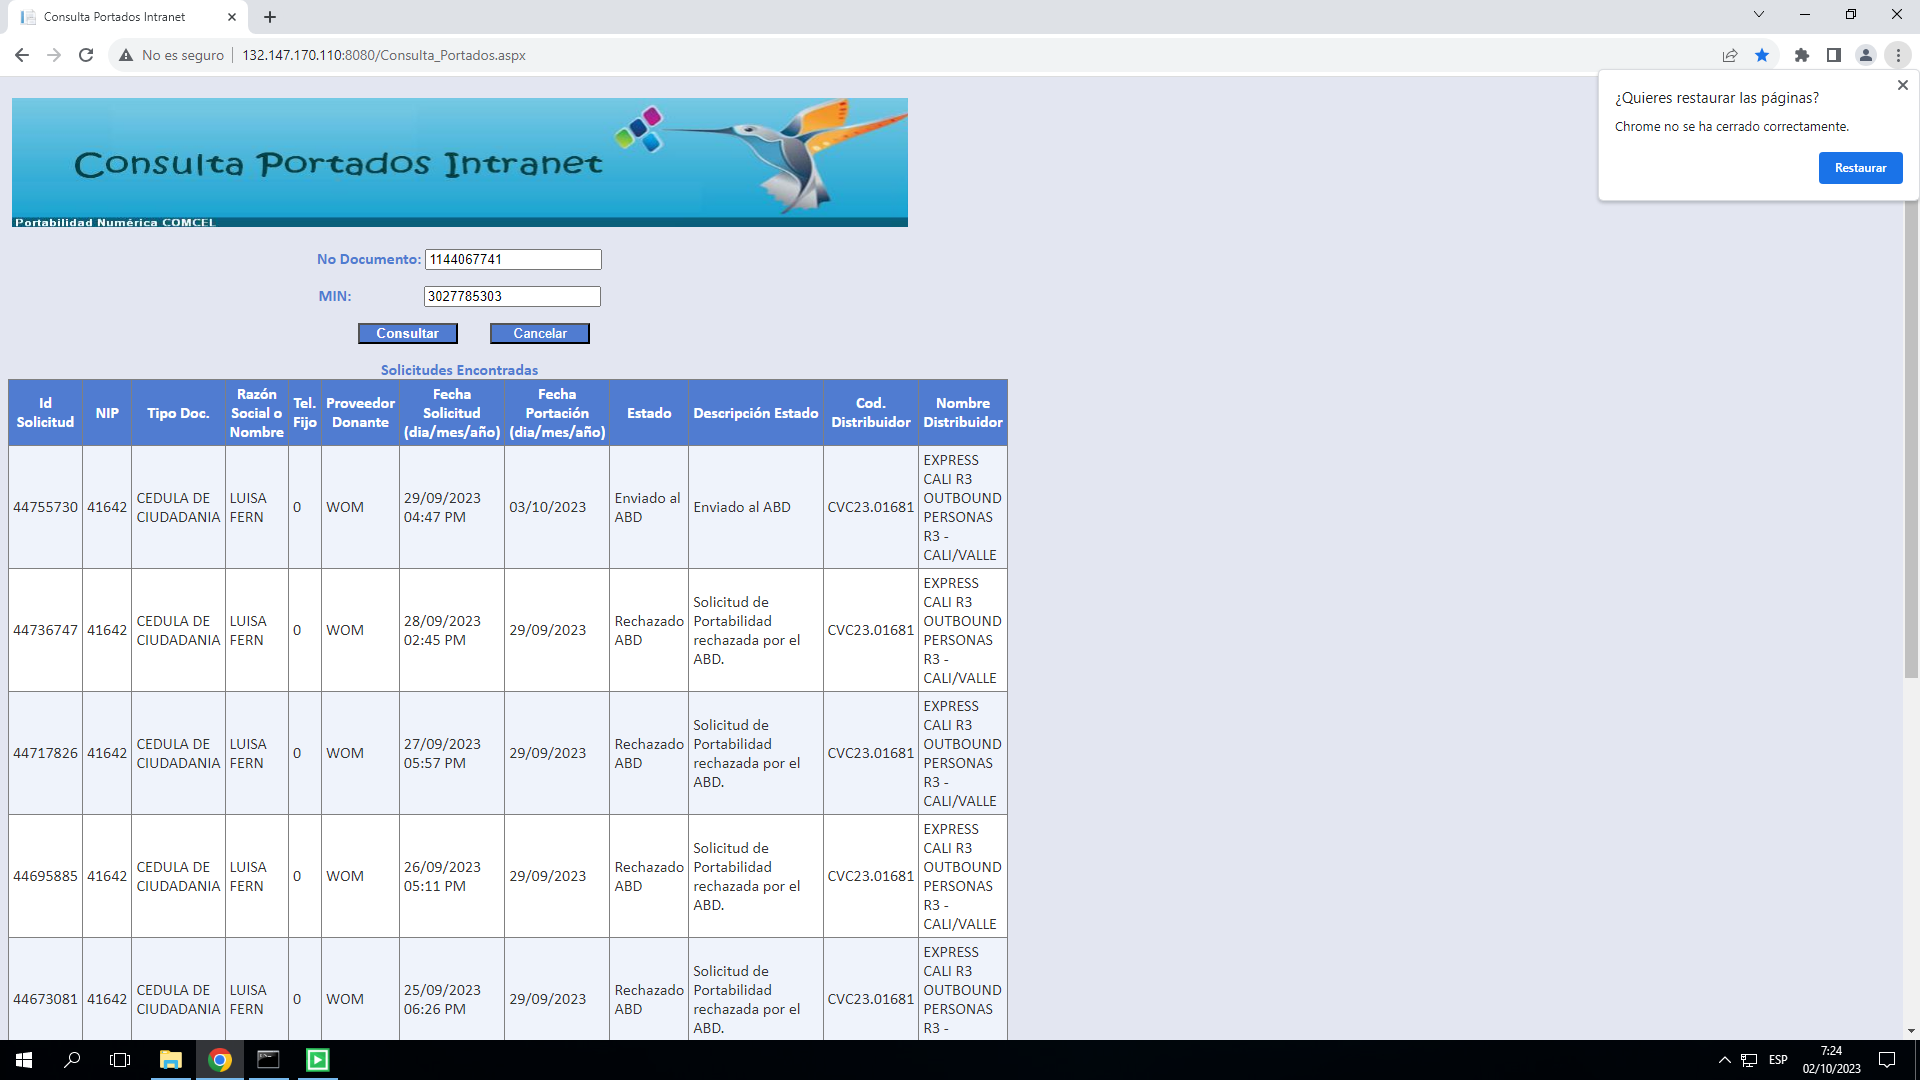 Consulta Portados Intranet
No es seguro
132.147.170.110:8080/Consulta_Portados.aspx
¿Quieres restaurar las páginas?
Chrome no se ha cerrado correctamente.
Restaurar
Consulta Portados Intranet
Portabilidad Numérica COMCEL
No Documento: 1144067741
MIN: 3027785303
Consultar Cancelar
Solicitudes Encontradas
Id Solicitud NIP Tipo Doc. Razón Social o Nombre Tel. Fijo Proveedor Donante Fecha Solicitud (dia/mes/año) Fecha Portación (dia/mes/año) Estado Descripción Estado Cod. Distribuidor Nombre Distribuidor
44755730 41642 CEDULA DE CIUDADANIA LUISA FERN 0 WOM 29/09/2023 04:47 PM 03/10/2023 Enviado al ABD Enviado al ABD CVC23.01681 EXPRESS CALI R3 OUTBOUND PERSONAS R3 - CALI/VALLE
44736747 41642 CEDULA DE CIUDADANIA LUISA FERN 0 WOM 28/09/2023 02:45 PM 29/09/2023 Rechazado ABD Solicitud de Portabilidad rechazada por el ABD. CVC23.01681 EXPRESS CALI R3 OUTBOUND PERSONAS R3 - CALI/VALLE
44717826 41642 CEDULA DE CIUDADANIA LUISA FERN 0 WOM 27/09/2023 05:57 PM 29/09/2023 Rechazado ABD Solicitud de Portabilidad rechazada por el ABD. CVC23.01681 EXPRESS CALI R3 OUTBOUND PERSONAS R3 - CALI/VALLE
44695885 41642 CEDULA DE CIUDADANIA LUISA FERN 0 WOM 26/09/2023 05:11 PM 29/09/2023 Rechazado ABD Solicitud de Portabilidad rechazada por el ABD. CVC23.01681 EXPRESS CALI R3 OUTBOUND PERSONAS R3 - CALI/VALLE
44673081 41642 CEDULA DE CIUDADANIA LUISA FERN 0 WOM 25/09/2023 06:26 PM 29/09/2023 Rechazado ABD Solicitud de Portabilidad rechazada por el ABD. CVC23.01681 EXPRESS CALI R3 OUTBOUND PERSONAS R3 -
ESP
7:24
02/10/2023